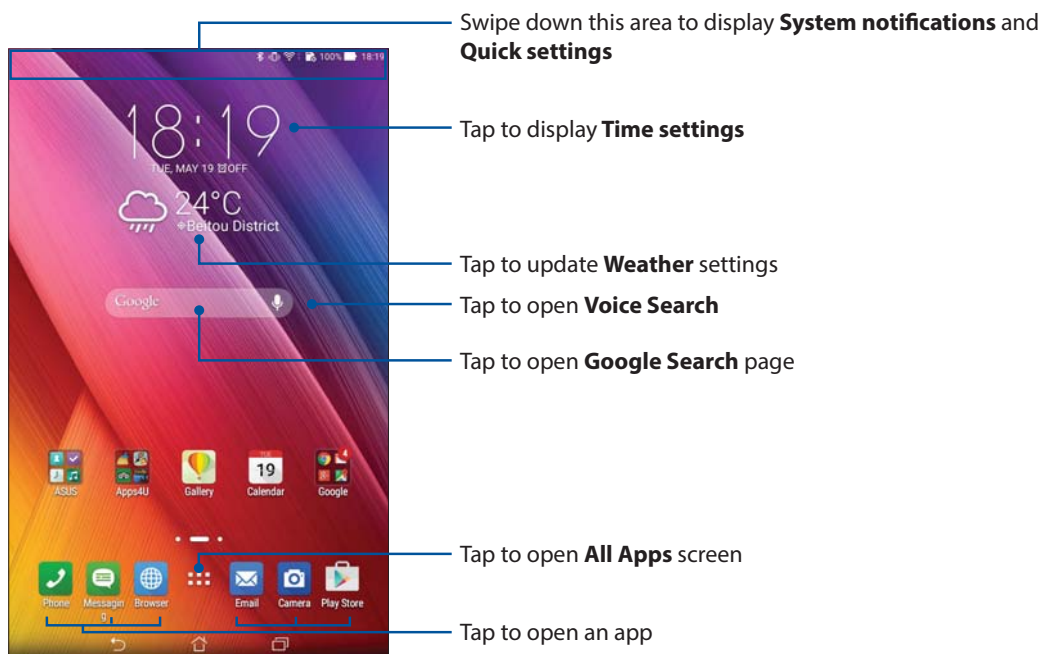 Swipe down this area to display System notifications and
Quick settings
100% 18:19
18:19
Tap to display Time settings
TUE, MAY 19 OFF
24°C
Beitou District
Tap to update Weather settings
Google
Tap to open Voice Search
Tap to open Google Search page
TUE
19
4
ASUS Apps4U Gallery Calendar Google
Tap to open All Apps screen
Phone Messagin Browser Email Camera Play Store
g
Tap to open an app